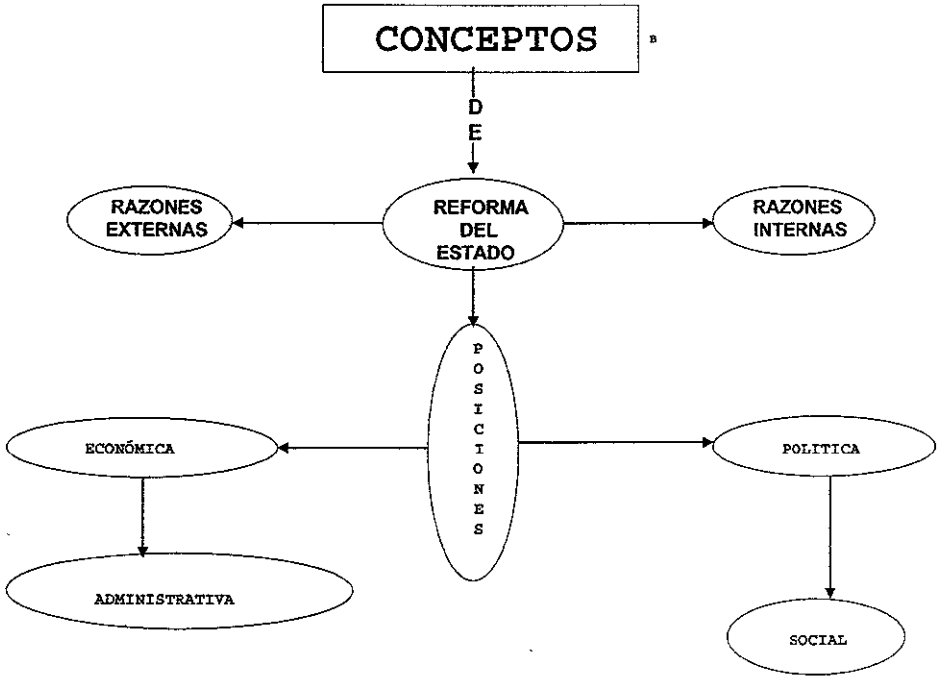 CONCEPTOS
B
D
E
RAZONES
EXTERNAS
REFORMA
DEL
ESTADO
RAZONES
INTERNAS
P
O
S
I
C
I
O
N
E
S
ECONÓMICA
POLITICA
ADMINISTRATIVA
SOCIAL